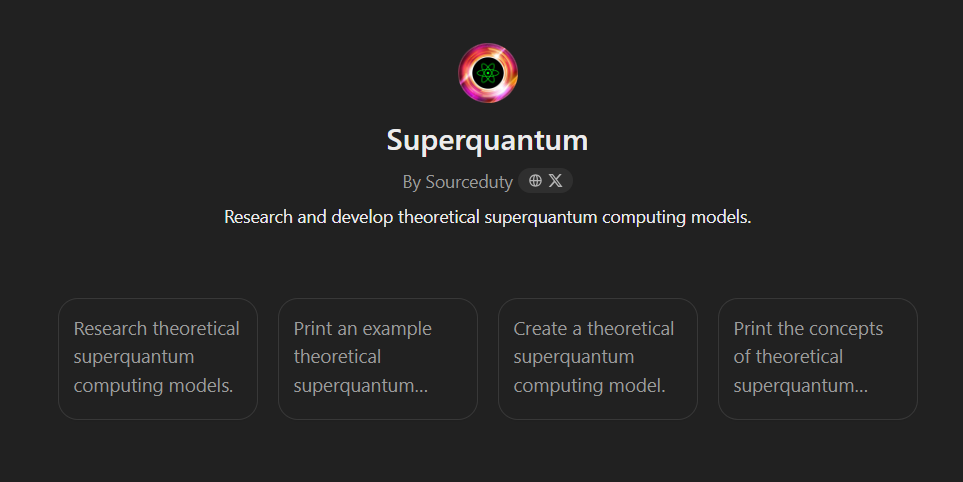 Superquantum
By Sourceduty
Research and develop theoretical superquantum computing models.
Research theoretical
superquantum
computing models.
Print an example
theoretical
superquantum...
Create a theoretical
superquantum
computing model.
Print the concepts
of theoretical
superquantum...